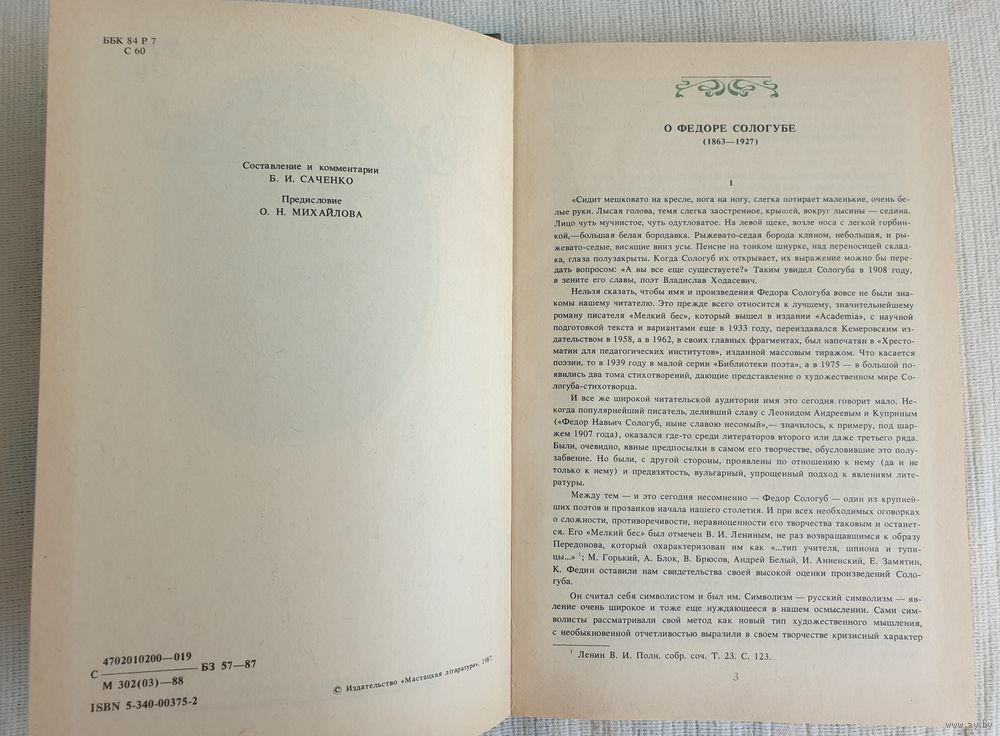 ББК 84 Р 7
С 60
Составление и комментарии
Б. И. САЧЕНКО
Предисловие
О. Н. МИХАЙЛОВА
С 4702010200—019
М 302(03)—88
БЗ 57—87
ISBN 5-340-00375-2
© Издательство «Мастацкая літаратура», 1987.
О ФЕДОРЕ СОЛОГУБЕ
(1863—1927)
I
«Сидит мешковато на кресле, нога на ногу, слегка потирает маленькие, очень бе-
лые руки. Лысая голова, темя слегка заостренное, крышей, вокруг лысины — седина.
Лицо чуть мучнистое, чуть одутловатое. На левой щеке, возле носа с легкой горбин-
кой,—большая белая бородавка. Рыжевато-седая борода клином, небольшая, и ры-
жевато-седые, висящие вниз усы. Пенсне на тонком шнурке, над переносицей склад-
ка, глаза полузакрыты. Когда Сологуб их открывает, их выражение можно бы пере-
дать вопросом: «А вы все еще существуете?» Таким увидел Сологуба в 1908 году,
в зените его славы, поэт Владислав Ходасевич.
Нельзя сказать, чтобы имя и произведения Федора Сологуба вовсе не были зна-
комы нашему читателю. Это прежде всего относится к лучшему, значительнейшему
роману писателя «Мелкий бес», который вышел в издании «Academia», с научной
подготовкой текста и вариантами еще в 1933 году, переиздавался Кемеровским из-
дательством в 1958, а в 1962, в своих главных фрагментах, был напечатан в «Хресто-
матии для педагогических институтов», изданной массовым тиражом. Что касается
поэзии, то в 1939 году в малой серии «Библиотеки поэта», а в 1975 — в большой по-
явились два тома стихотворений, дающие представление о художественном мире Со-
логуба-стихотворца.
И все же широкой читательской аудитории имя это сегодня говорит мало. Не-
когда популярнейший писатель, деливший славу с Леонидом Андреевым и Куприным
(«Федор Навьич Сологуб, ныне славою несомый»,— значилось, к примеру, под шар-
жем 1907 года), оказался где-то среди литераторов второго или даже третьего ряда.
Были, очевидно, явные предпосылки в самом его творчестве, обусловившие это полу-
забвение. Но были, с другой стороны, проявлены по отношению к нему (да и не
только к нему) и предвзятость, вульгарный, упрощенный подход к явлениям лите-
ратуры.
Между тем — и это сегодня несомненно — Федор Сологуб — один из крупней-
ших поэтов и прозаиков начала нашего столетия. И при всех необходимых оговорках
о сложности, противоречивости, неравноценности его творчества таковым и останет-
ся. Его «Мелкий бес» был отмечен В. И. Лениным, не раз возвращавшимся к образу
Передонова, который охарактеризован им как «...тип учителя, шпиона и тупи-
цы...» ¹; М. Горький, А. Блок, В. Брюсов, Андрей Белый, И. Анненский, Е. Замятин,
К. Федин оставили нам свидетельства своей высокой оценки произведений Соло-
губа.
Он считал себя символистом и был им. Символизм — русский символизм — яв-
ление очень широкое и тоже еще нуждающееся в нашем осмыслении. Сами сим-
волисты рассматривали свой метод как новый тип художественного мышления,
с необыкновенной отчетливостью выразили в своем творчестве кризисный характер
¹ Ленин В. И. Полн. собр. соч. Т. 23. С. 123.
3
www.ay.by